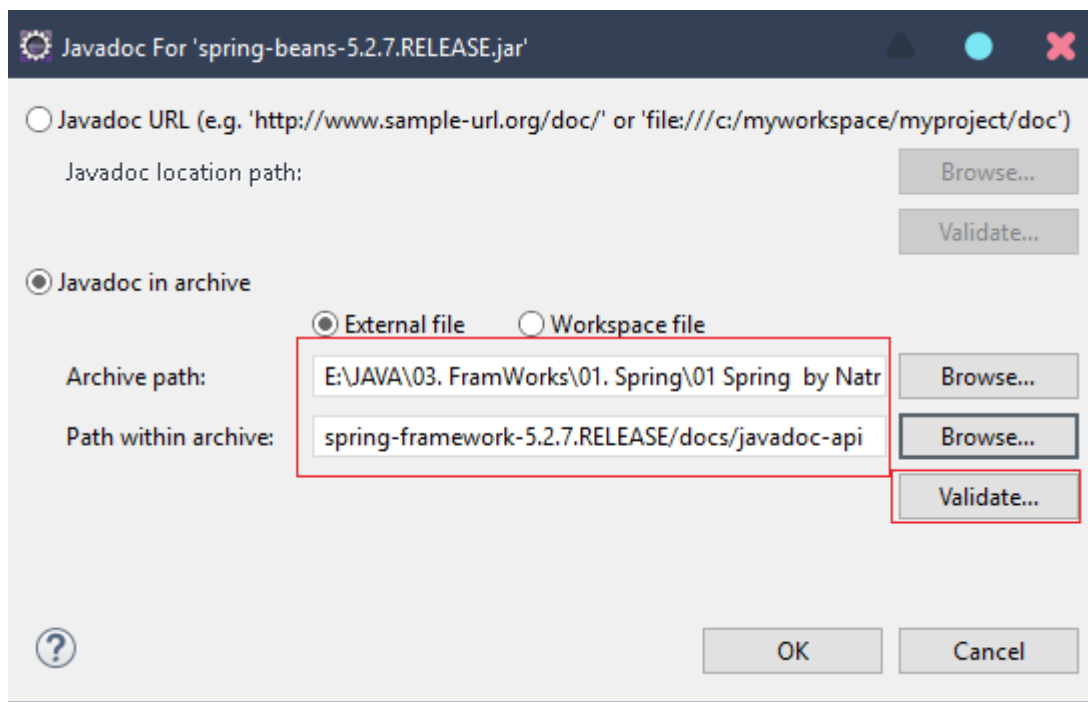 Javadoc For 'spring-beans-5.2.7.RELEASE.jar'
Javadoc URL (e.g. 'http://www.sample-url.org/doc/' or 'file:///c:/myworkspace/myproject/doc')
Javadoc location path:
Browse...
Validate...
Javadoc in archive
External file Workspace file
Archive path: E:\JAVA\03. FramWorks\01. Spring\01 Spring  by Natr Browse...
Path within archive: spring-framework-5.2.7.RELEASE/docs/javadoc-api Browse...
Validate...
? OK Cancel